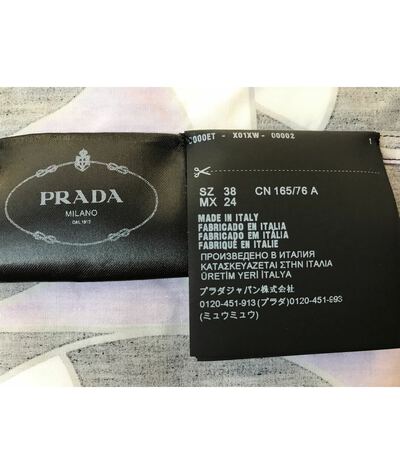 PRADA
MILANO
DAL 1913
C000ET - X01XW- 00002 1
SZ 38 CN 165/76 A
MX 24
MADE IN ITALY
FABRICADO EN ITALIA
FABRICADO EM ITÁLIA
FABRIQUÉ EN ITALIE
ПРОИЗВЕДЕНО В ИТАЛИЯ
ΚΑΤΑΣΚΕΥΑΖΕΤΑΙ ΣΤΗΝ ΙΤΑΛΙΑ
ÜRETİM YERİ İTALYA
プラダジャパン株式会社
0120-451-913(プラダ)0120-451-993
(ミュウミュウ)